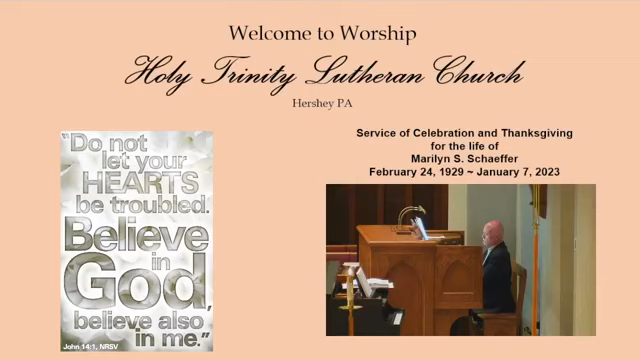 Welcome to Worship
Holy Trinity Lutheran Church
Hershey PA
"Do not
let your
HEARTS
be troubled.
Believe
in
God,
believe also
in me."
John 14:1, NRSV
Service of Celebration and Thanksgiving
for the life of
Marilyn S. Schaeffer
February 24, 1929 ~ January 7, 2023